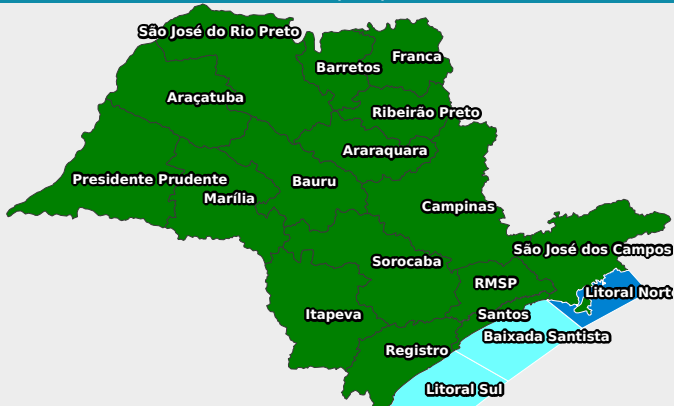 São José do Rio Preto
Franca
Barretos
Araçatuba
Ribeirão Preto
Araraquara
Presidente Prudente
Bauru
Marília
Campinas
São José dos Campos
Sorocaba
RMSP
Litoral Nort
Itapeva
Santos
Baixada Santista
Registro
Litoral Sul